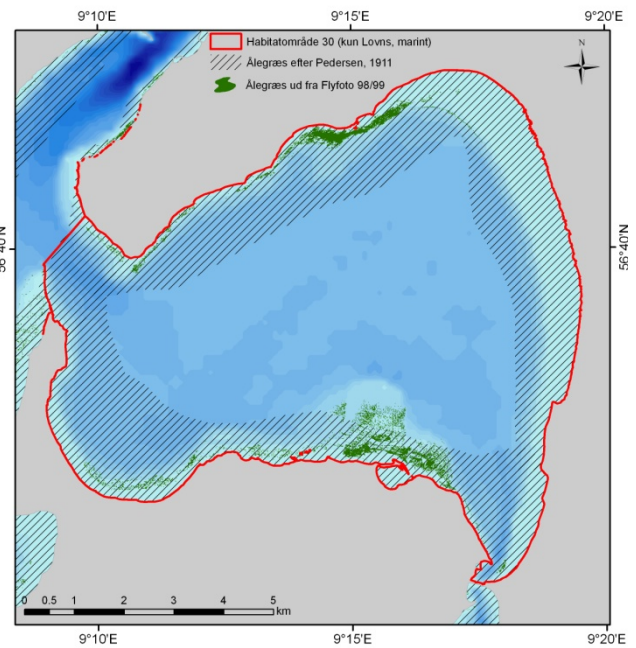 9°10'E 9°15'E 9°20'E
Habitatområde 30 (kun Lovns, marint)
Ålegræs efter Pedersen, 1911
Ålegræs ud fra Flyfoto 98/99
N
56°40'N 56°40'N
0 0.5 1 2 3 4 5
km
9°10'E 9°15'E 9°20'E